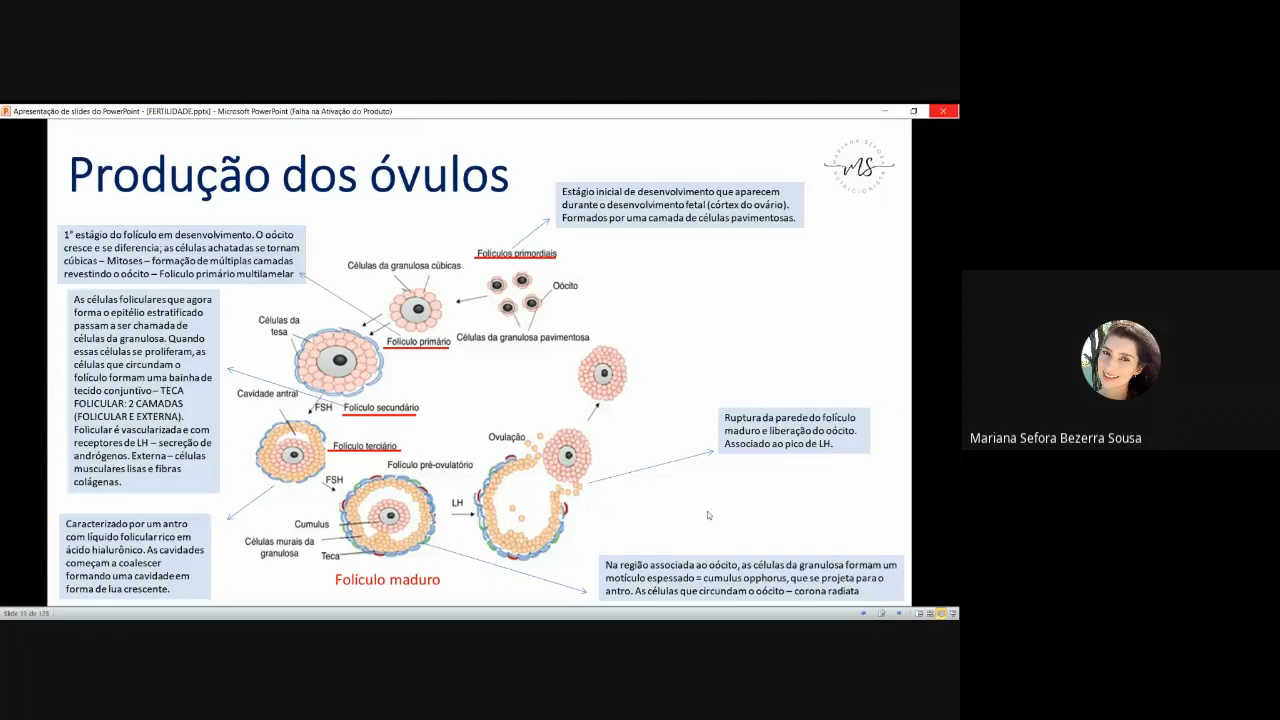 Apresentação de slides do PowerPoint - [FERTILIDADE.pptx] - Microsoft PowerPoint (Falha na Ativação do Produto)
Produção dos óvulos
MARIANA SEFORA
MS
NUTRICIONISTA
Estágio inicial de desenvolvimento que aparecem
durante o desenvolvimento fetal (córtex do ovário).
Formados por uma camada de células pavimentosas.
1° estágio do folículo em desenvolvimento. O oócito
cresce e se diferencia; as células achatadas se tornam
cúbicas – Mitoses – formação de múltiplas camadas
revestindo o oócito – Foliculo primário multilamelar
Folículos primordiais
Células da granulosa cúbicas
Oócito
Células da granulosa pavimentosa
Células da
tesa
Folículo primário
As células foliculares que agora
forma o epitélio estratificado
passam a ser chamada de
células da granulosa. Quando
essas células se proliferam, as
células que circundam o
folículo formam uma bainha de
tecido conjuntivo – TECA
FOLICULAR: 2 CAMADAS
(FOLICULAR E EXTERNA).
Folicular é vascularizada e com
receptores de LH – secreção de
andrógenos. Externa – células
musculares lisas e fibras
colágenas.
Cavidade antral
FSH
Folículo secundário
Folículo terciário
Ovulação
Ruptura da parede do folículo
maduro e liberação do oócito.
Associado ao pico de LH.
Folículo pré-ovulatório
FSH
LH
Cumulus
Células murais da
granulosa
Teca
Folículo maduro
Caracterizado por um antro
com líquido folicular rico em
ácido hialurônico. As cavidades
começam a coalescer
formando uma cavidade em
forma de lua crescente.
Na região associada ao oócito, as células da granulosa formam um
motículo espessado = cumulus opphorus, que se projeta para o
antro. As células que circundam o oócito – corona radiata
Slide 13 de 125
Mariana Sefora Bezerra Sousa